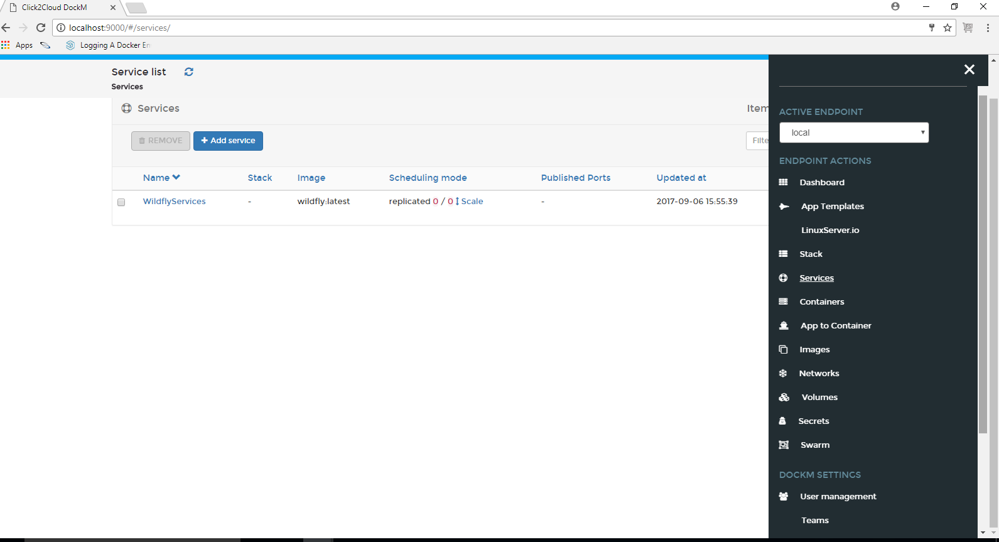 Click2Cloud DockM
localhost:9000/#/services/
Apps
Logging A Docker En
Service list
Services
Services
Item
REMOVE
Add service
Filte
Name Stack Image Scheduling mode Published Ports Updated at
WildflyServices - wildfly:latest replicated 0 / 0 Scale - 2017-09-06 15:55:39
ACTIVE ENDPOINT
local
ENDPOINT ACTIONS
Dashboard
App Templates
LinuxServer.io
Stack
Services
Containers
App to Container
Images
Networks
Volumes
Secrets
Swarm
DOCKM SETTINGS
User management
Teams